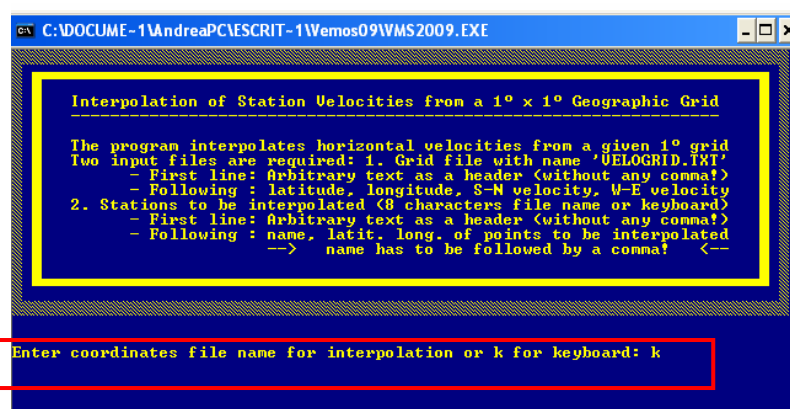 C:\DOCUME~1\AndreaPC\ESCRIT~1\Vemos09\VMS2009.EXE
Interpolation of Station Velocities from a 1º x 1º Geographic Grid
------------------------------------------------------------------
The program interpolates horizontal velocities from a given 1º grid
Two input files are required: 1. Grid file with name 'VELOGRID.TXT'
- First line: Arbitrary text as a header (without any comma!)
- Following : latitude, longitude, S-N velocity, W-E velocity
2. Stations to be interpolated (8 characters file name or keyboard)
- First line: Arbitrary text as a header (without any comma!)
- Following : name, latit. long. of points to be interpolated
--> name has to be followed by a comma! <--
Enter coordinates file name for interpolation or k for keyboard: k